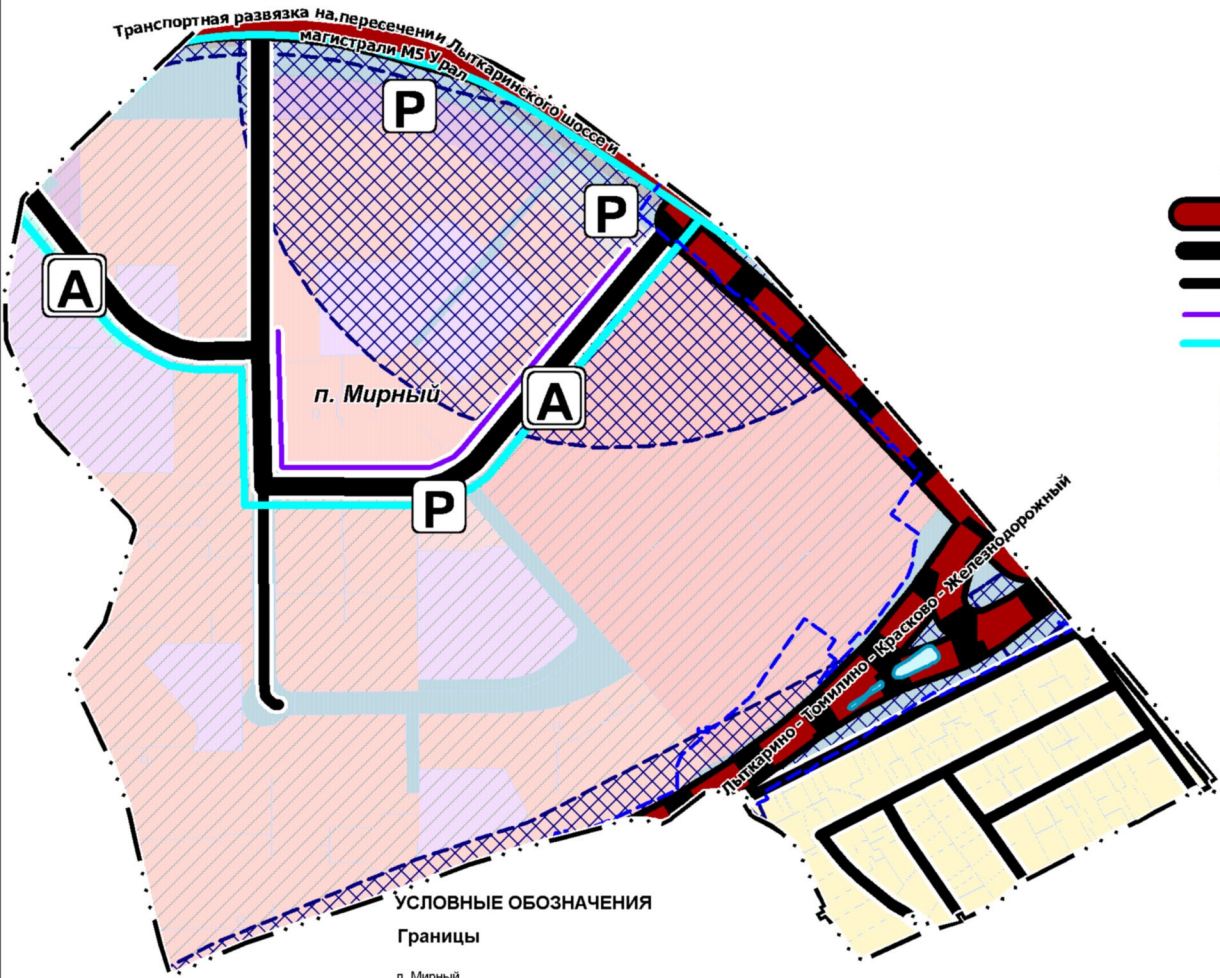 Транспортная развязка на пересечении Лыткаринского шоссе и
магистрали М5 Урал
P
P
A
п. Мирный
A
P
Лыткарино - Томилино - Красково - Железнодорожный
УСЛОВНЫЕ ОБОЗНАЧЕНИЯ
Границы
п. Мирный